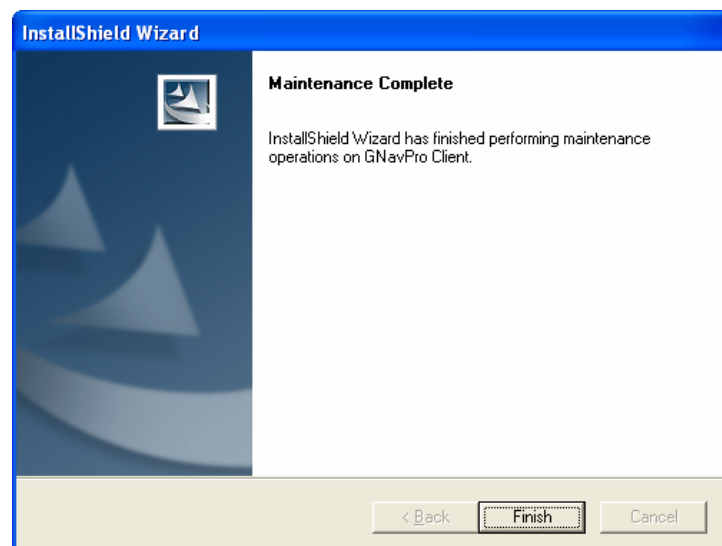 InstallShield Wizard
Maintenance Complete
InstallShield Wizard has finished performing maintenance
operations on GNavPro Client.
< Back
Finish
Cancel